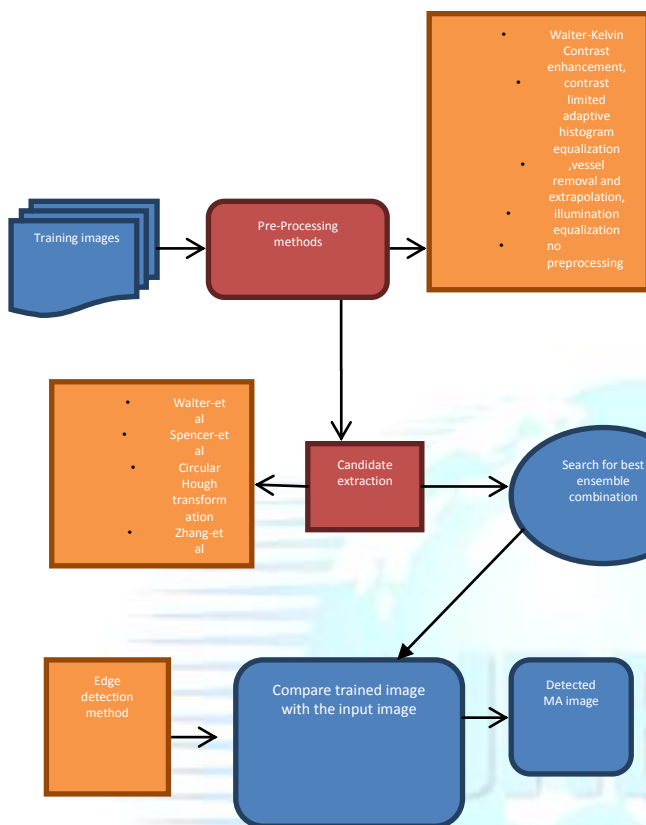 • Walter-Kelvin
Contrast
enhancement,
• contrast
limited
adaptive
histogram
equalization
• ,vessel
removal and
extrapolation,
• illumination
equalization
• no
preprocessing
Training images
Pre-Processing
methods
• Walter-et
al
• Spencer-et
al
• Circular
Hough
transform
ation
• Zhang-et
al
Candidate
extraction
Search for best
ensemble
combination
Edge
detection
method
Compare trained image
with the input image
Detected
MA image